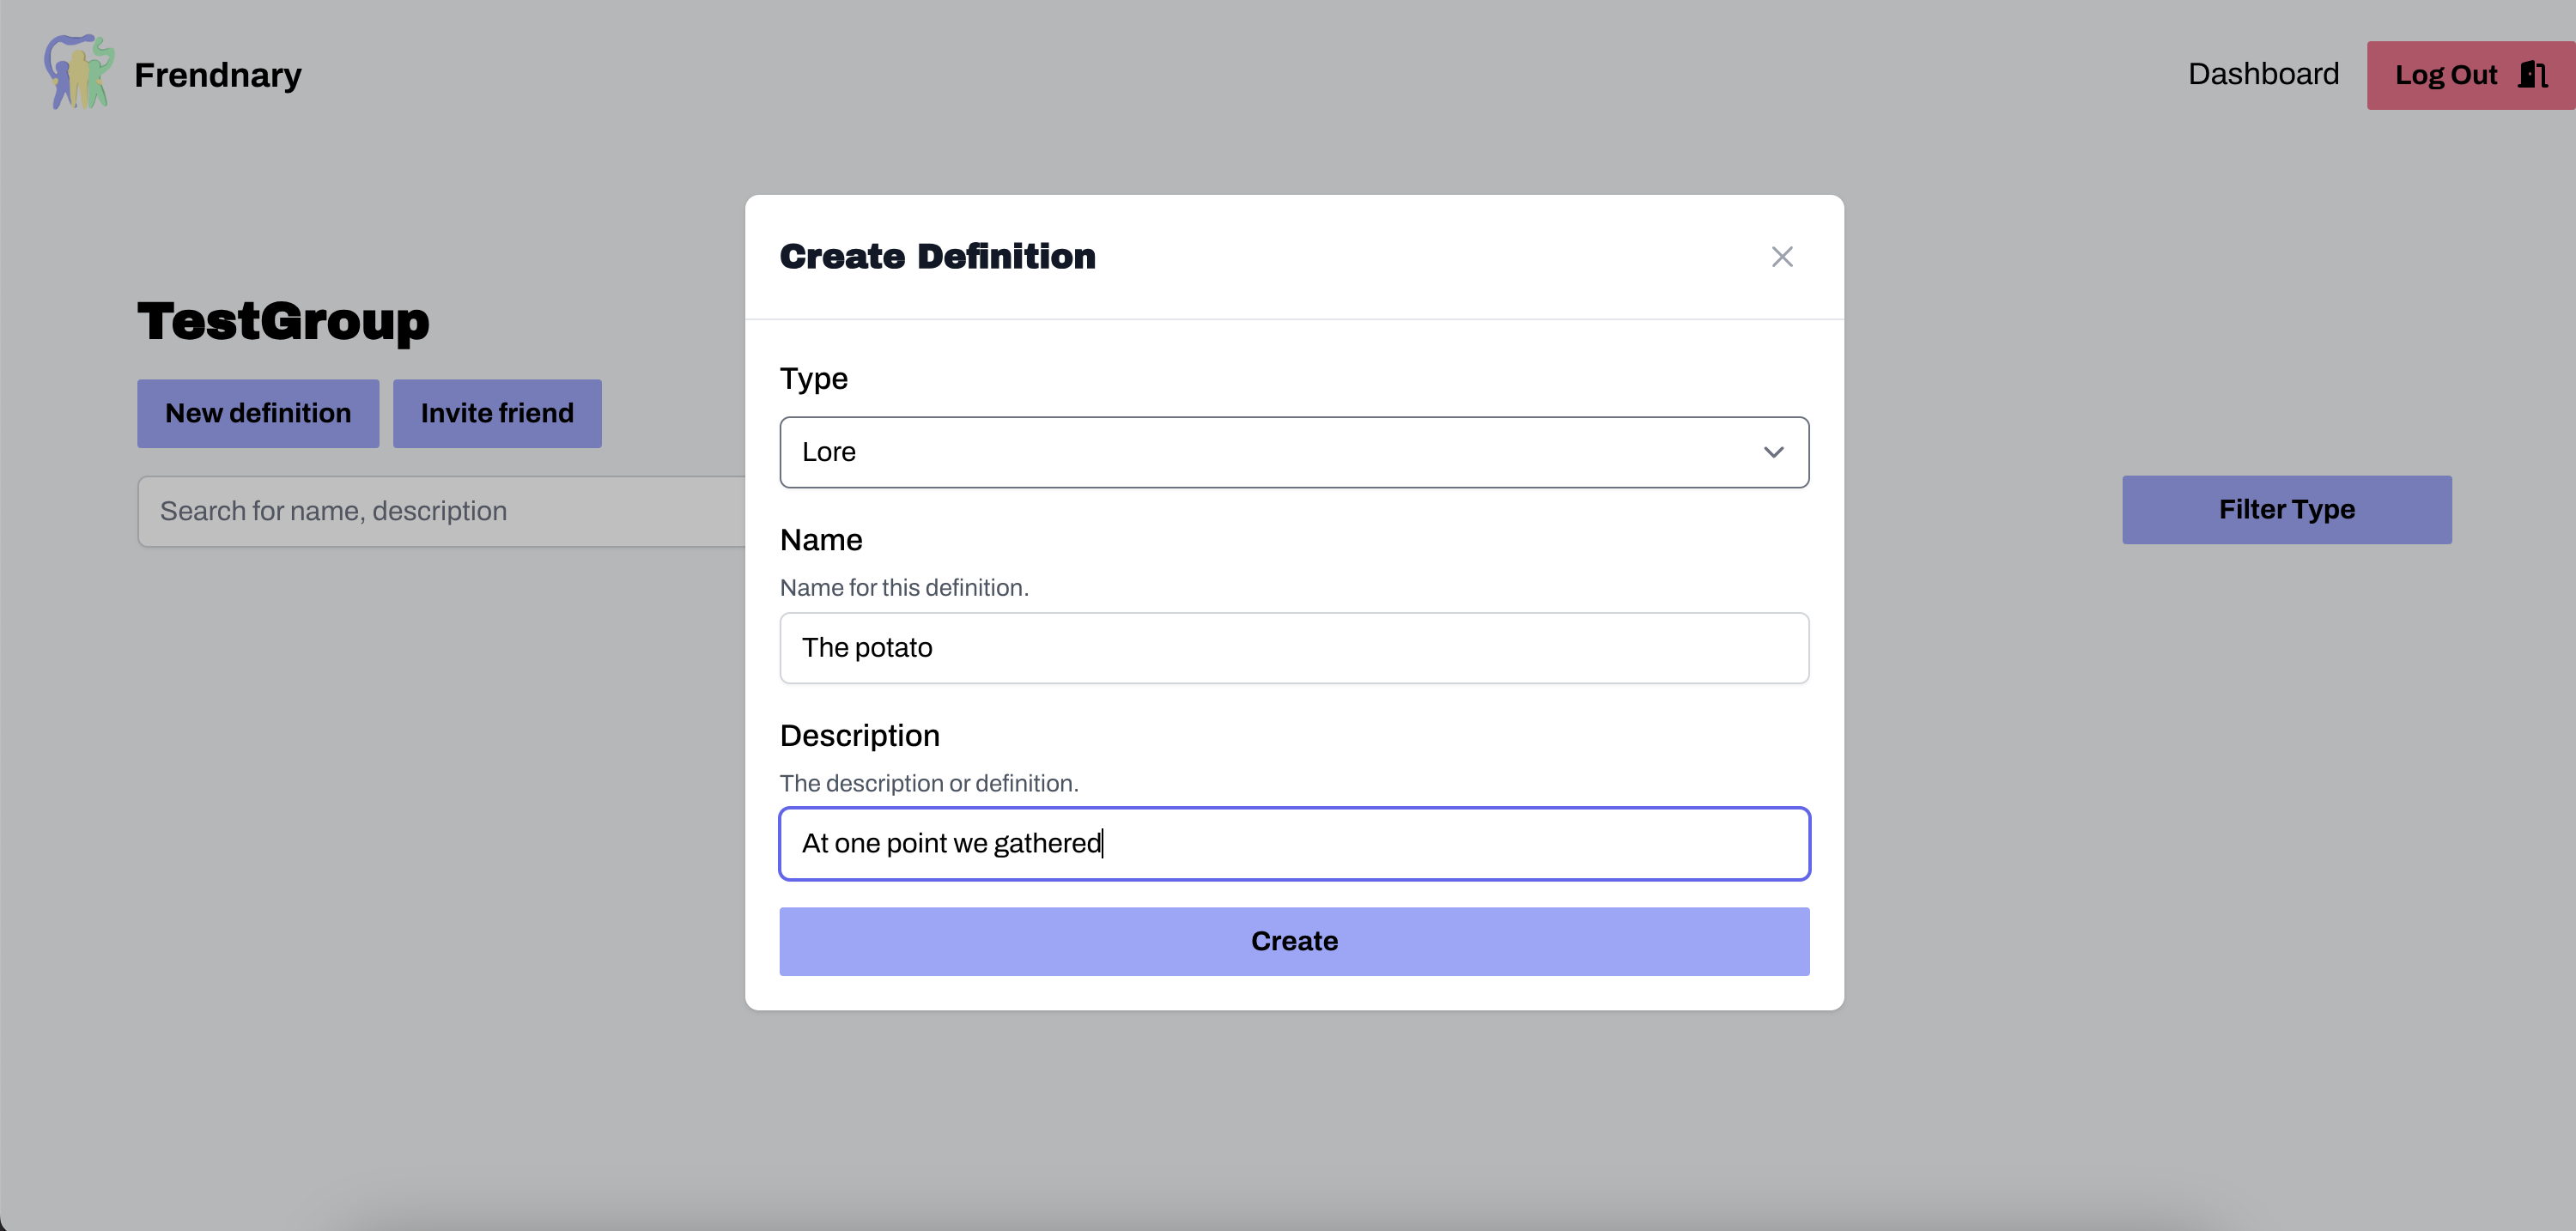 Frendnary
Dashboard
Log Out
TestGroup
New definition
Invite friend
Search for name, description
Filter Type
Create Definition
Type
Lore
Name
Name for this definition.
The potato
Description
The description or definition.
At one point we gathered
Create